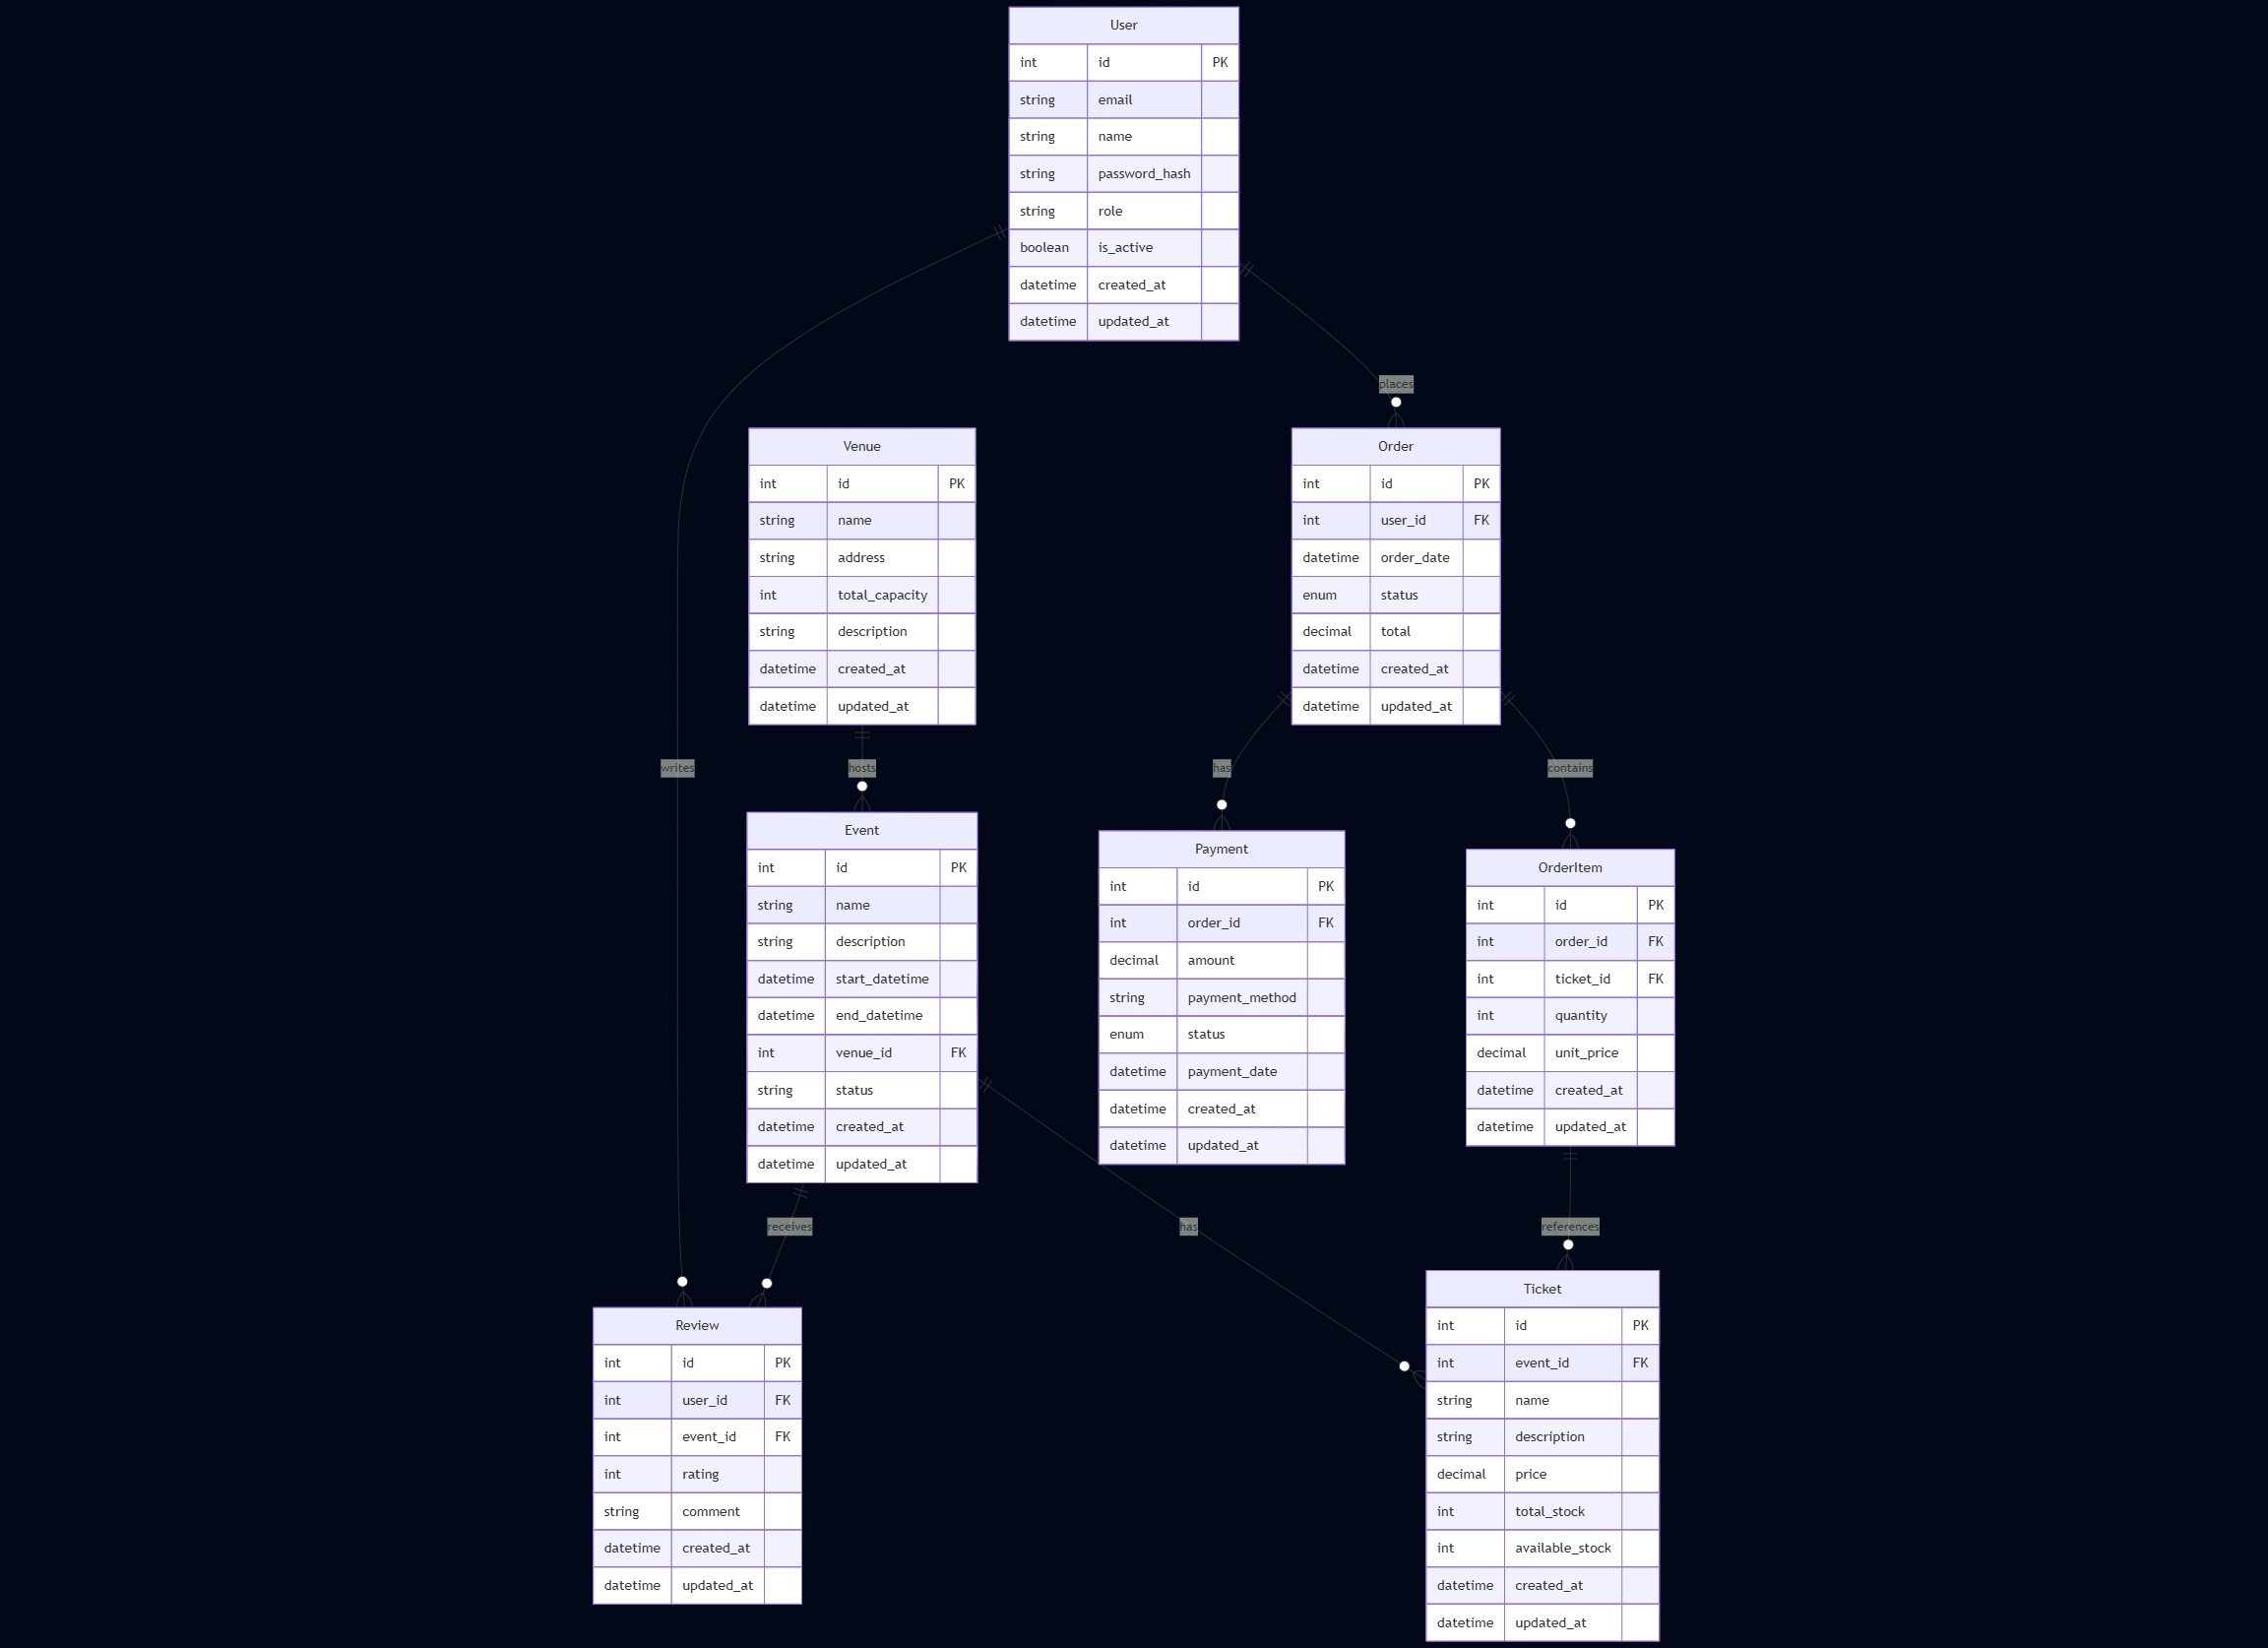 User
int id PK
string email
string name
string password_hash
string role
boolean is_active
datetime created_at
datetime updated_at
places
Venue
int id PK
string name
string address
int total_capacity
string description
datetime created_at
datetime updated_at
Order
int id PK
int user_id FK
datetime order_date
enum status
decimal total
datetime created_at
datetime updated_at
writes
hosts
has
contains
Event
int id PK
string name
string description
datetime start_datetime
datetime end_datetime
int venue_id FK
string status
datetime created_at
datetime updated_at
Payment
int id PK
int order_id FK
decimal amount
string payment_method
enum status
datetime payment_date
datetime created_at
datetime updated_at
OrderItem
int id PK
int order_id FK
int ticket_id FK
int quantity
decimal unit_price
datetime created_at
datetime updated_at
receives
has
references
Review
int id PK
int user_id FK
int event_id FK
int rating
string comment
datetime created_at
datetime updated_at
Ticket
int id PK
int event_id FK
string name
string description
decimal price
int total_stock
int available_stock
datetime created_at
datetime updated_at